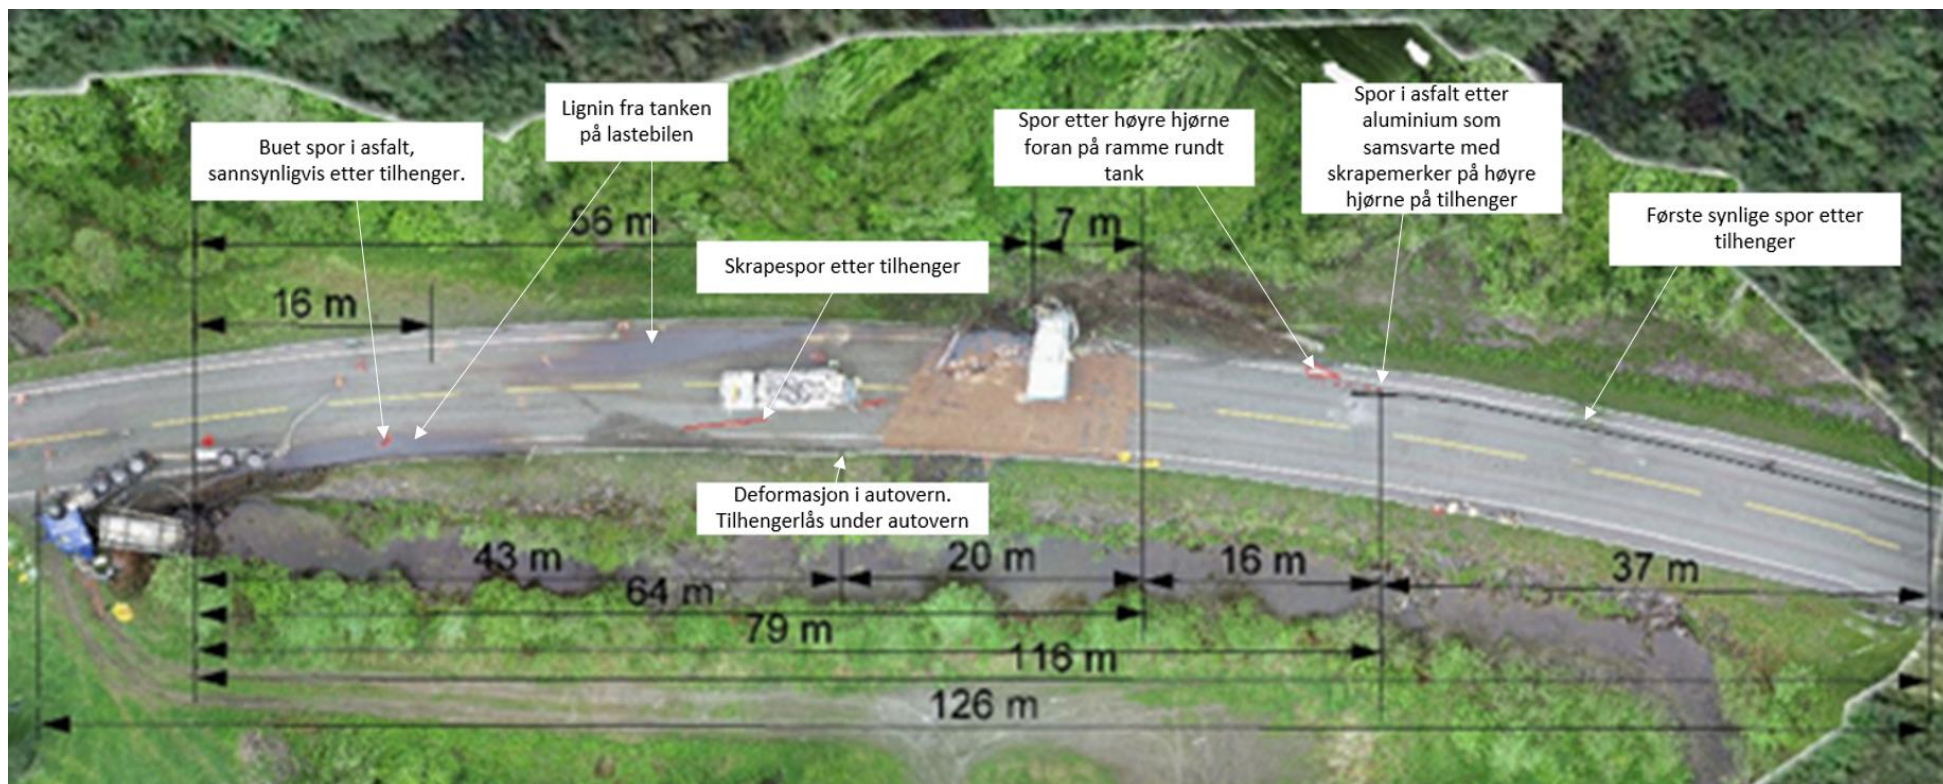 Lignin fra tanken
på lastebilen
Buet spor i asfalt,
sannsynligvis etter tilhenger.
Spor etter høyre hjørne
foran på ramme rundt
tank
Spor i asfalt etter
aluminium som
samsvarte med
skrapemerker på høyre
hjørne på tilhenger
Første synlige spor etter
tilhenger
56 m
7 m
Skrapespor etter tilhenger
16 m
Deformasjon i autovern.
Tilhengerlås under autovern
43 m
20 m
16 m
37 m
64 m
79 m
116 m
126 m